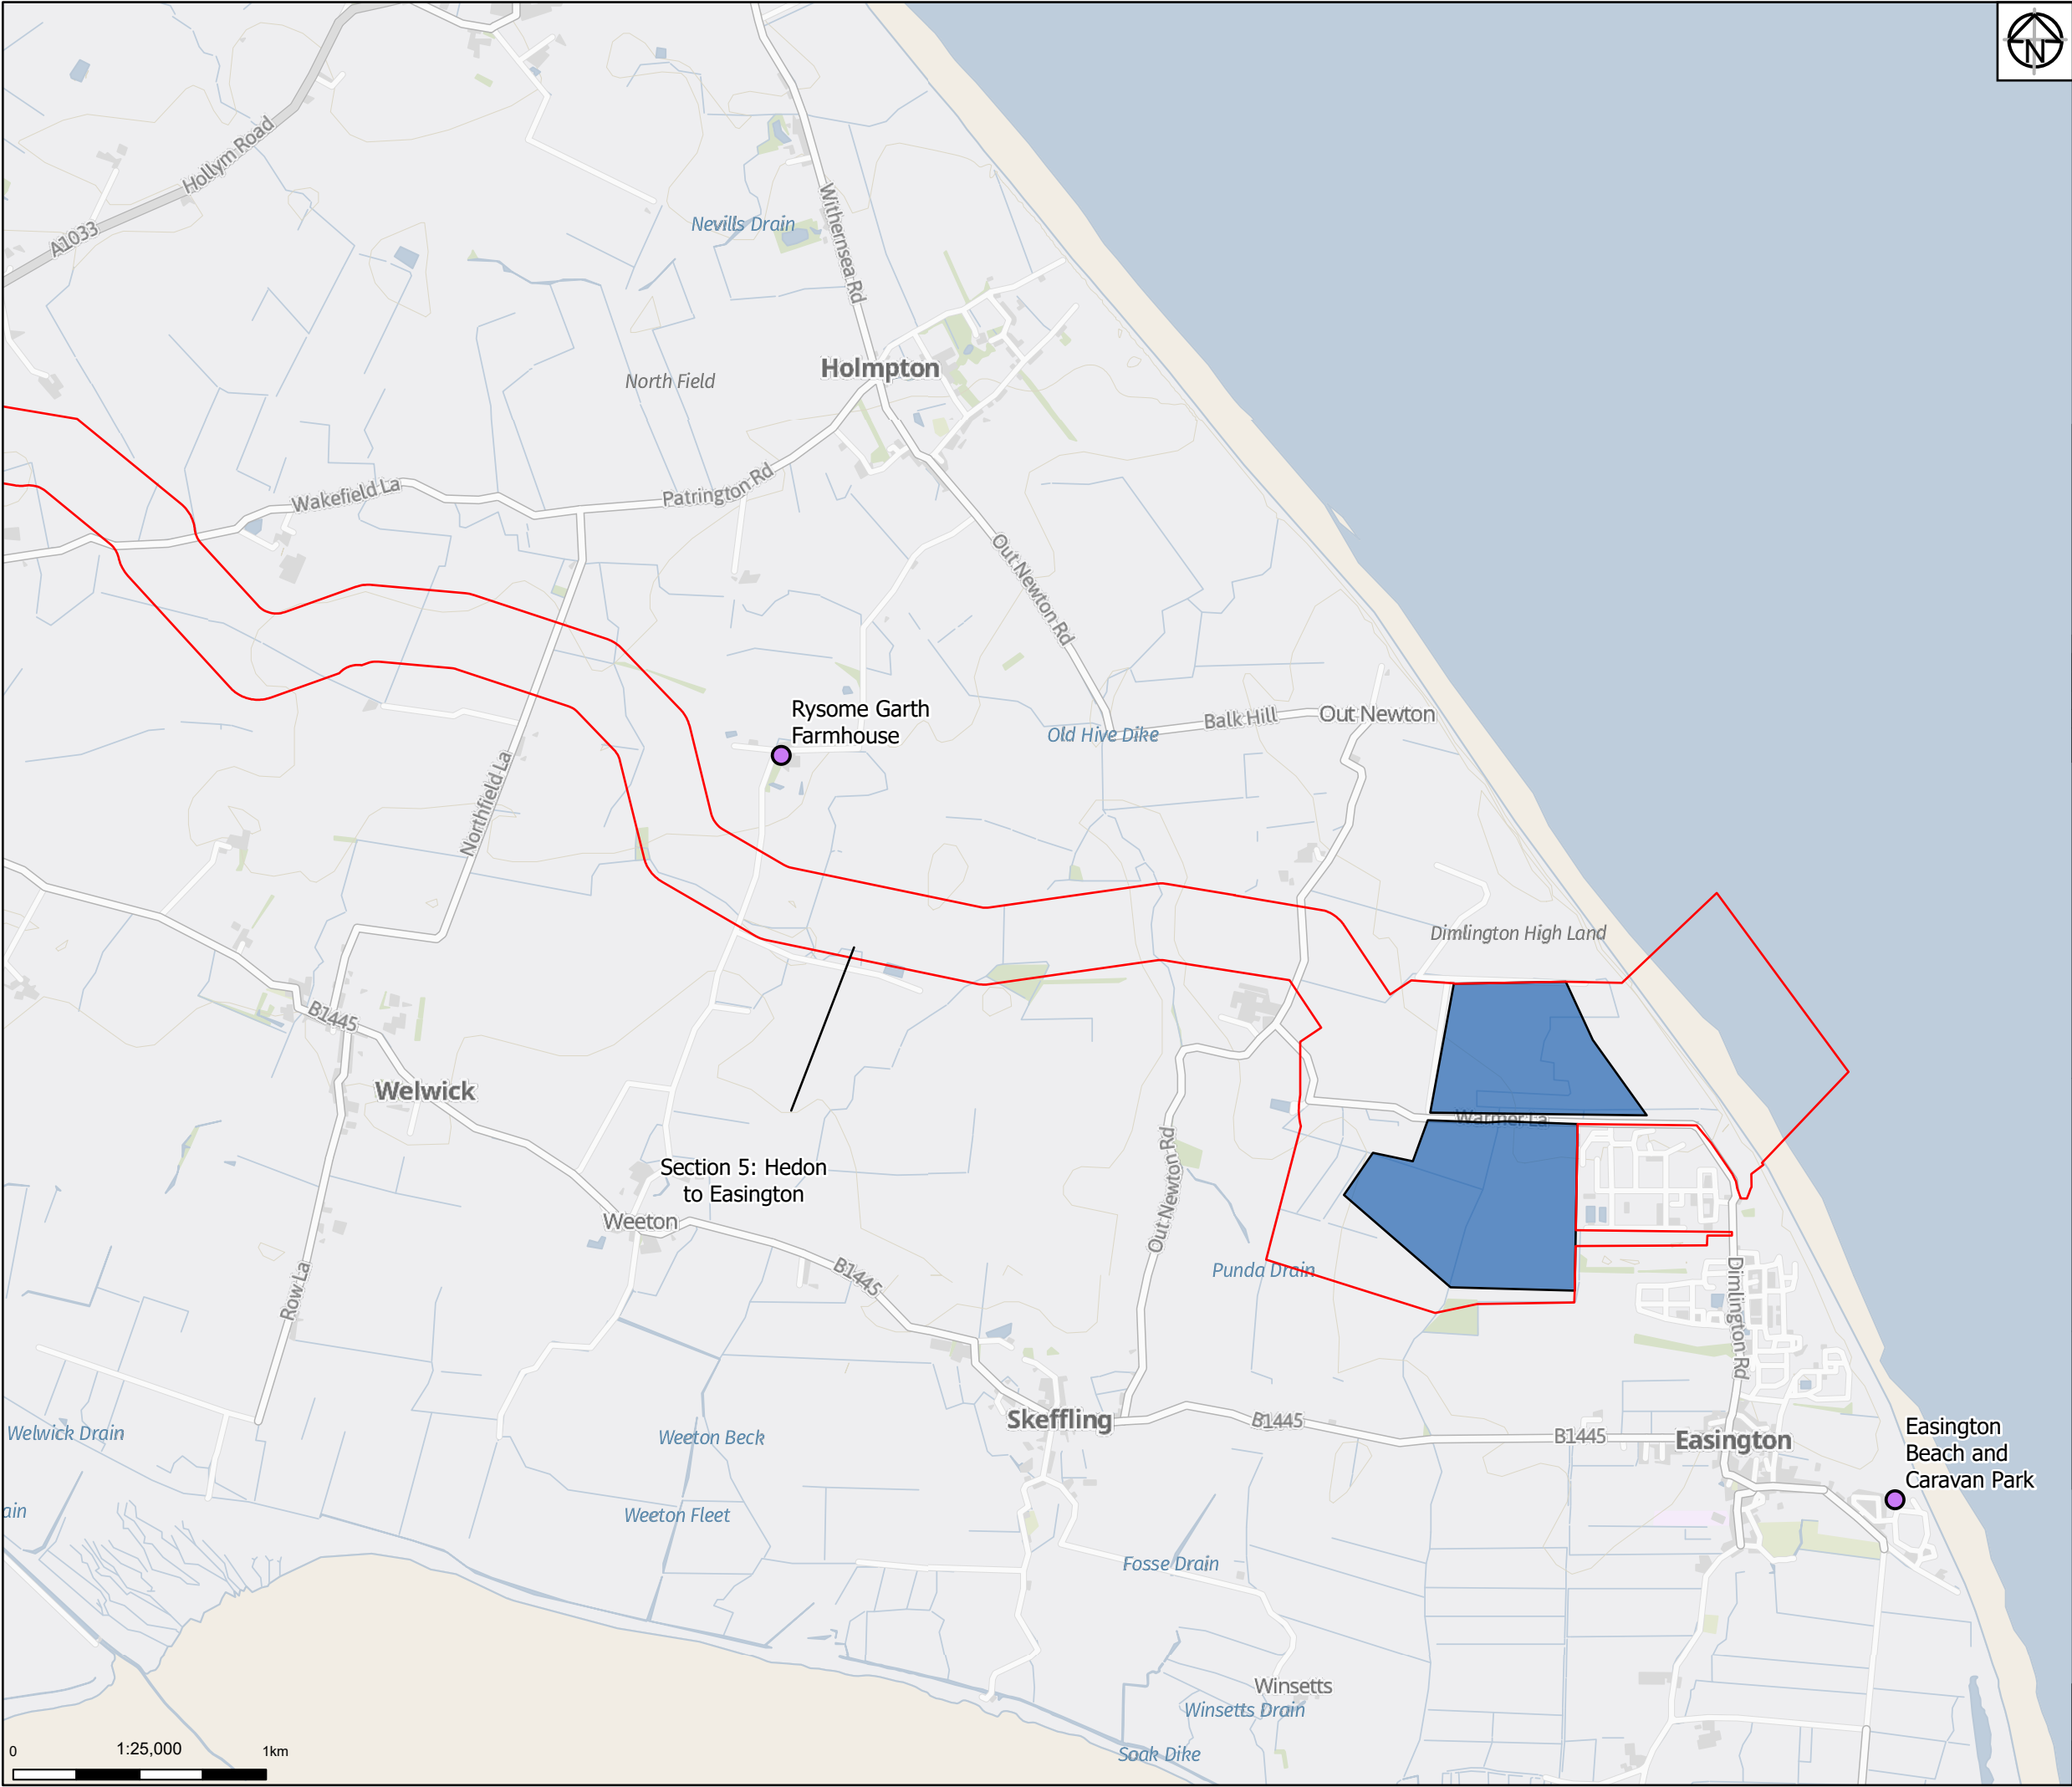 N
Hollym Road
A1033
Nevills Drain
Withernsea Rd
Holmpton
North Field
Wakefield La
Patrington Rd
Out Newton Rd
Rysome Garth
Farmhouse
Old Hive Dike
Balk Hill
Out Newton
Northfield La
Dimlington High Land
B1445
Welwick
Warmer La
Section 5: Hedon
to Easington
Weeton
Out Newton Rd
Punda Drain
Row La
B1445
Dimlington Rd
Skeffling
B1445
B1445
Easington
Easington
Beach and
Caravan Park
Welwick Drain
Weeton Beck
ain
Weeton Fleet
Fosse Drain
Winsetts
Winsetts Drain
Soak Dike
0 1:25,000 1km